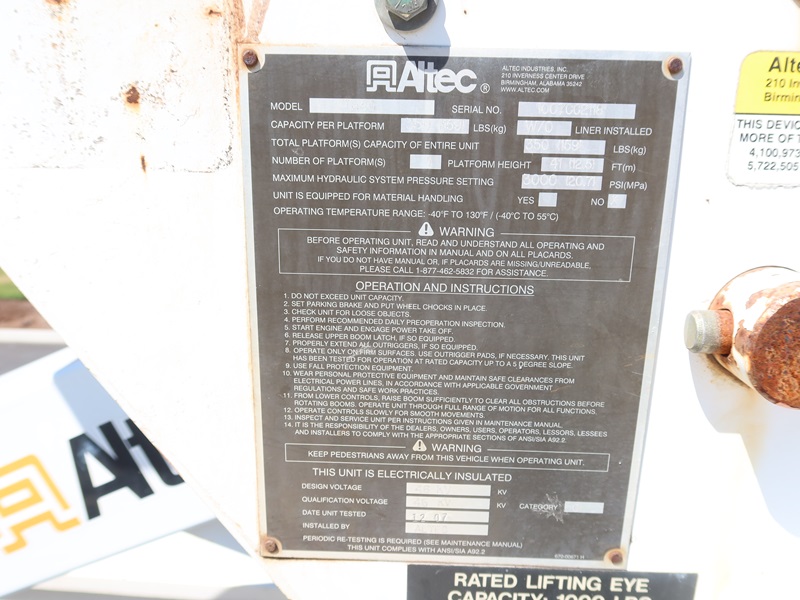 Altec®
ALTEC INDUSTRIES, INC.
210 INVERNESS CENTER DRIVE
BIRMINGHAM, ALABAMA 35242
WWW.ALTEC.COM
MODEL SERIAL NO.
CAPACITY PER PLATFORM LBS(kg) LINER INSTALLED
TOTAL PLATFORM(S) CAPACITY OF ENTIRE UNIT LBS(kg)
NUMBER OF PLATFORM(S) PLATFORM HEIGHT FT(m)
MAXIMUM HYDRAULIC SYSTEM PRESSURE SETTING 3000 PSI(MPa)
UNIT IS EQUIPPED FOR MATERIAL HANDLING YES NO
OPERATING TEMPERATURE RANGE: -40°F TO 130°F / (-40°C TO 55°C)
WARNING
BEFORE OPERATING UNIT, READ AND UNDERSTAND ALL OPERATING AND
SAFETY INFORMATION IN MANUAL AND ON ALL PLACARDS.
IF YOU DO NOT HAVE MANUAL OR, IF PLACARDS ARE MISSING/UNREADABLE,
PLEASE CALL 1-877-462-5832 FOR ASSISTANCE.
OPERATION AND INSTRUCTIONS
1. DO NOT EXCEED UNIT CAPACITY.
2. SET PARKING BRAKE AND PUT WHEEL CHOCKS IN PLACE.
3. CHECK UNIT FOR LOOSE OBJECTS.
4. PERFORM RECOMMENDED DAILY PREOPERATION INSPECTION.
5. START ENGINE AND ENGAGE POWER TAKE OFF.
6. RELEASE UPPER BOOM LATCH, IF SO EQUIPPED.
7. PROPERLY EXTEND ALL OUTRIGGERS, IF SO EQUIPPED.
8. OPERATE ONLY ON FIRM SURFACES. USE OUTRIGGER PADS, IF NECESSARY. THIS UNIT
HAS BEEN TESTED FOR OPERATION AT RATED CAPACITY UP TO A 5 DEGREE SLOPE.
9. USE FALL PROTECTION EQUIPMENT.
10. WEAR PERSONAL PROTECTIVE EQUIPMENT AND MAINTAIN SAFE CLEARANCES FROM
ELECTRICAL POWER LINES, IN ACCORDANCE WITH APPLICABLE GOVERNMENT
REGULATIONS AND SAFE WORK PRACTICES.
11. FROM LOWER CONTROLS, RAISE BOOM SUFFICIENTLY TO CLEAR ALL OBSTRUCTIONS BEFORE
ROTATING BOOMS. OPERATE UNIT THROUGH FULL RANGE OF MOTION FOR ALL FUNCTIONS.
12. OPERATE CONTROLS SLOWLY FOR SMOOTH MOVEMENTS.
13. INSPECT AND SERVICE UNIT PER INSTRUCTIONS GIVEN IN MAINTENANCE MANUAL.
14. IT IS THE RESPONSIBILITY OF THE DEALERS, OWNERS, USERS, OPERATORS, LESSORS, LESSEES
AND INSTALLERS TO COMPLY WITH THE APPROPRIATE SECTIONS OF ANSI/SIA A92.2
WARNING
KEEP PEDESTRIANS AWAY FROM THIS VEHICLE WHEN OPERATING UNIT.
THIS UNIT IS ELECTRICALLY INSULATED
DESIGN VOLTAGE KV
QUALIFICATION VOLTAGE KV CATEGORY
DATE UNIT TESTED 12 07
INSTALLED BY
PERIODIC RE-TESTING IS REQUIRED (SEE MAINTENANCE MANUAL)
THIS UNIT COMPLIES WITH ANSI/SIA A92.2
RATED LIFTING EYE
CAPACITY: 1000 LBS
Alte
210 In
Birmin
THIS DEVIC
MORE OF T
4,100,973
5,722,505
Alt